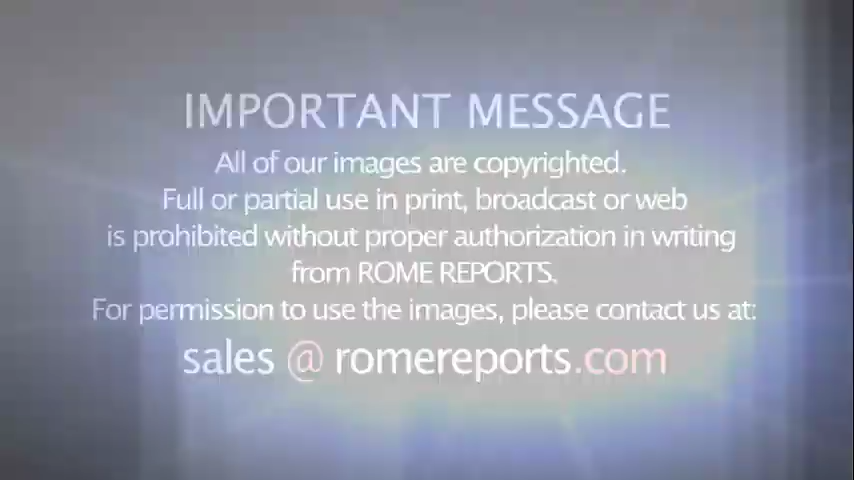 IMPORTANT MESSAGE
All of our images are copyrighted.
Full or partial use in print, broadcast or web
is prohibited without proper authorization in writing
from ROME REPORTS.
For permission to use the images, please contact us at:
sales @ romereports.com